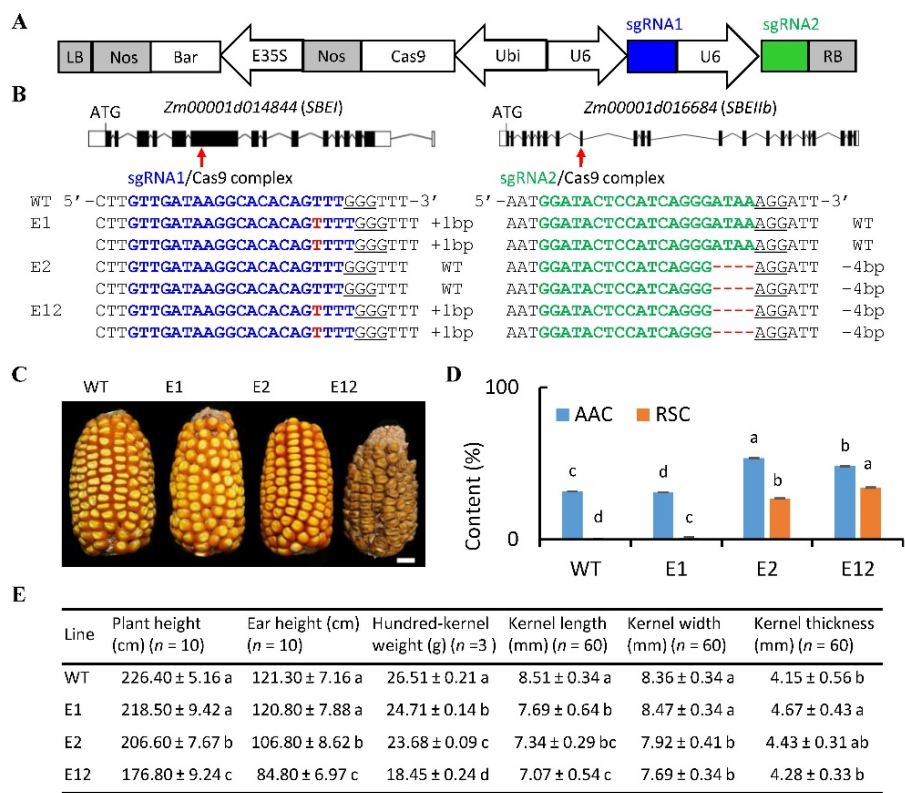 A
sgRNA1 sgRNA2
LB Nos Bar E35S Nos Cas9 Ubi U6 U6 RB
B
ATG Zm00001d014844 (SBEI) ATG Zm00001d016684 (SBEIIb)
sgRNA1/Cas9 complex sgRNA2/Cas9 complex
WT 5’-CTTGTTGATAAGGCACACAGTTTGGGTTT-3’ 5’-AATGGATACTCCATCAGGGATAAAGGATT-3’
E1 CTTGTTGATAAGGCACACAGTTTTGGGTTT +1bp AATGGATACTCCATCAGGGATAAAGGATT WT
CTTGTTGATAAGGCACACAGTTTTGGGTTT +1bp AATGGATACTCCATCAGGGATAAAGGATT WT
E2 CTTGTTGATAAGGCACACAGTTTGGGTTT WT AATGGATACTCCATCAGGG----AGGATT -4bp
CTTGTTGATAAGGCACACAGTTTGGGTTT WT AATGGATACTCCATCAGGG----AGGATT -4bp
E12 CTTGTTGATAAGGCACACAGTTTTGGGTTT +1bp AATGGATACTCCATCAGGG----AGGATT -4bp
CTTGTTGATAAGGCACACAGTTTTGGGTTT +1bp AATGGATACTCCATCAGGG----AGGATT -4bp
C
WT E1 E2 E12
D
100
AAC RSC
Content (%)
c d d c a b b a
0
WT E1 E2 E12
E
Line Plant height (cm) (n = 10) Ear height (cm) (n = 10) Hundred-kernel weight (g) (n =3 ) Kernel length (mm) (n = 60) Kernel width (mm) (n = 60) Kernel thickness (mm) (n = 60)
WT 226.40 ± 5.16 a 121.30 ± 7.16 a 26.51 ± 0.21 a 8.51 ± 0.34 a 8.36 ± 0.34 a 4.15 ± 0.56 b
E1 218.50 ± 9.42 a 120.80 ± 7.88 a 24.71 ± 0.14 b 7.69 ± 0.64 b 8.47 ± 0.34 a 4.67 ± 0.43 a
E2 206.60 ± 7.67 b 106.80 ± 8.62 b 23.68 ± 0.09 c 7.34 ± 0.29 bc 7.92 ± 0.41 b 4.43 ± 0.31 ab
E12 176.80 ± 9.24 c 84.80 ± 6.97 c 18.45 ± 0.24 d 7.07 ± 0.54 c 7.69 ± 0.34 b 4.28 ± 0.33 b